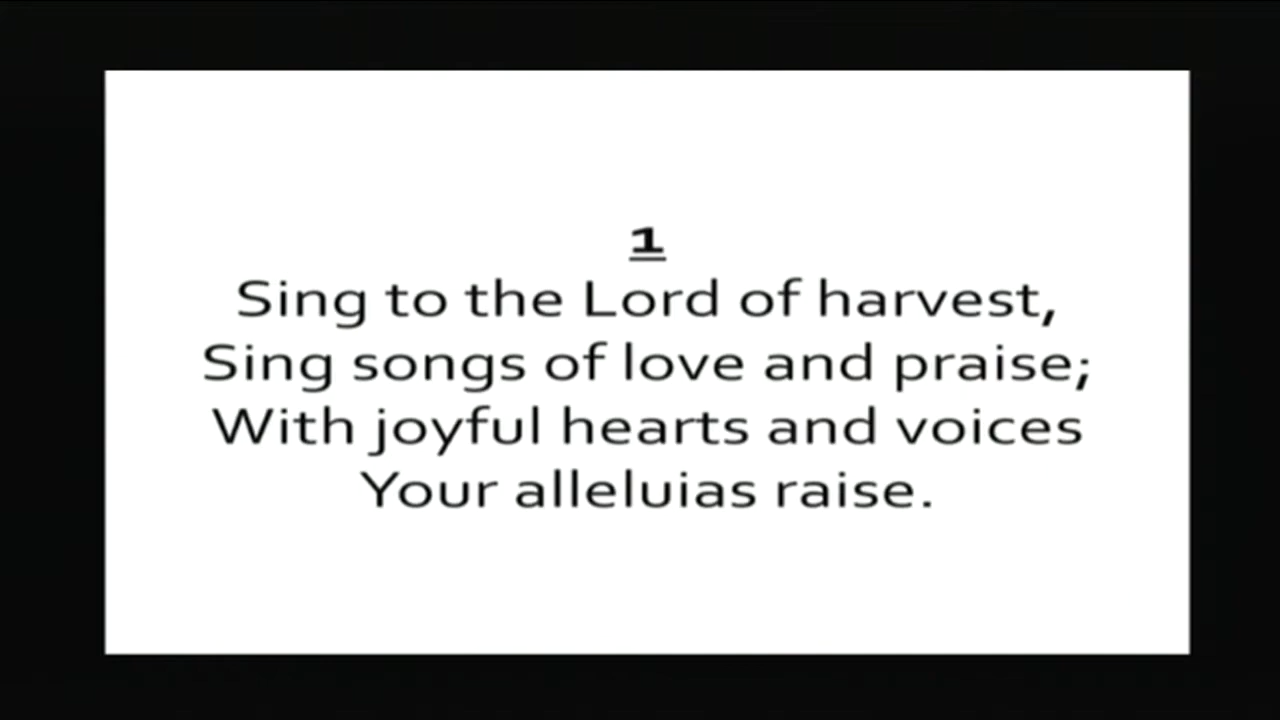 1
Sing to the Lord of harvest,
Sing songs of love and praise;
With joyful hearts and voices
Your alleluias raise.